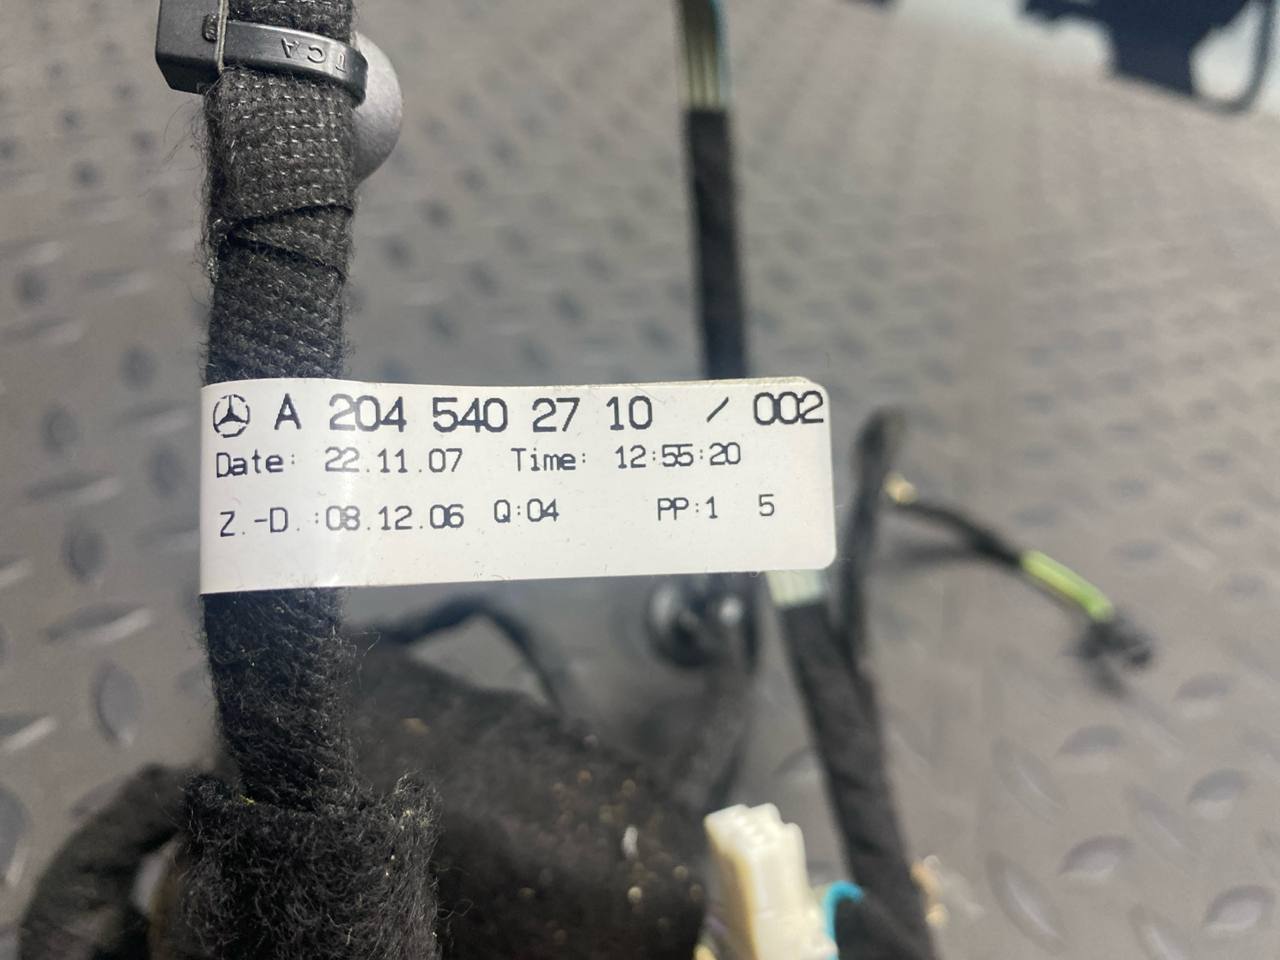 TCA
A 204 540 27 10 / 002
Date: 22.11.07 Time: 12:55:20
Z.-D.:08.12.06 Q:04 PP:1 5